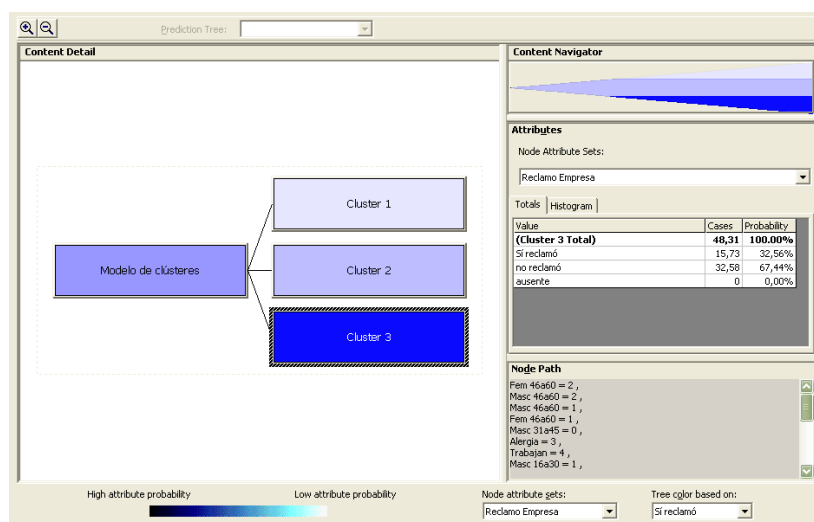 Prediction Tree:
Content Detail
Modelo de clústeres
Cluster 1
Cluster 2
Cluster 3
Content Navigator
Attributes
Node Attribute Sets:
Reclamo Empresa
Totals Histogram
Value Cases Probability
(Cluster 3 Total) 48,31 100.00%
Sí reclamó 15,73 32,56%
no reclamó 32,58 67,44%
ausente 0 0,00%
Node Path
Fem 46a60 = 2 ,
Masc 46a60 = 2 ,
Masc 46a60 = 1 ,
Fem 46a60 = 1 ,
Masc 31a45 = 0 ,
Alergia = 3 ,
Trabajan = 4 ,
Masc 16a30 = 1 ,
High attribute probability Low attribute probability
Node attribute sets: Tree color based on:
Reclamo Empresa Sí reclamó